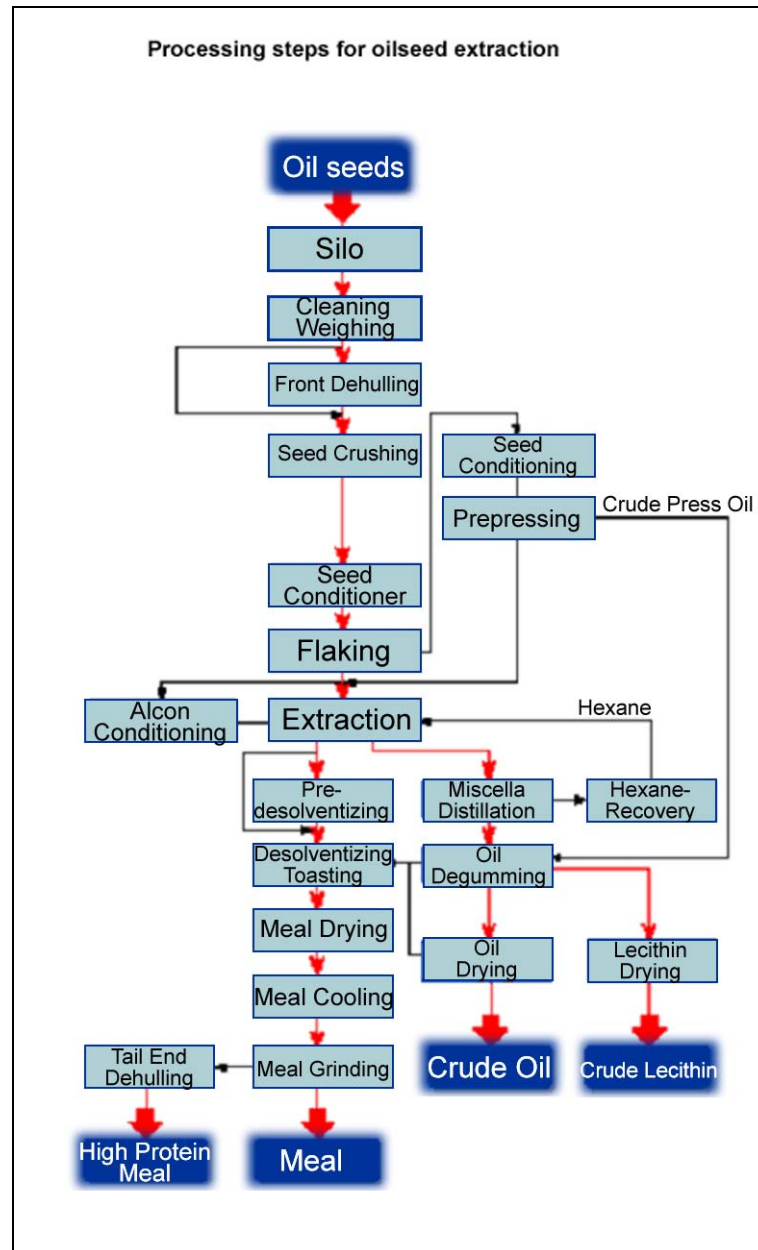 Processing steps for oilseed extraction
Oil seeds
Silo
Cleaning
Weighing
Front Dehulling
Seed Crushing
Seed
Conditioning
Prepressing
Crude Press Oil
Seed
Conditioner
Flaking
Alcon
Conditioning
Extraction
Hexane
Pre-
desolventizing
Miscella
Distillation
Hexane-
Recovery
Desolventizing
Toasting
Oil
Degumming
Meal Drying
Oil
Drying
Lecithin
Drying
Meal Cooling
Tail End
Dehulling
Meal Grinding
Crude Oil
Crude Lecithin
High Protein
Meal
Meal